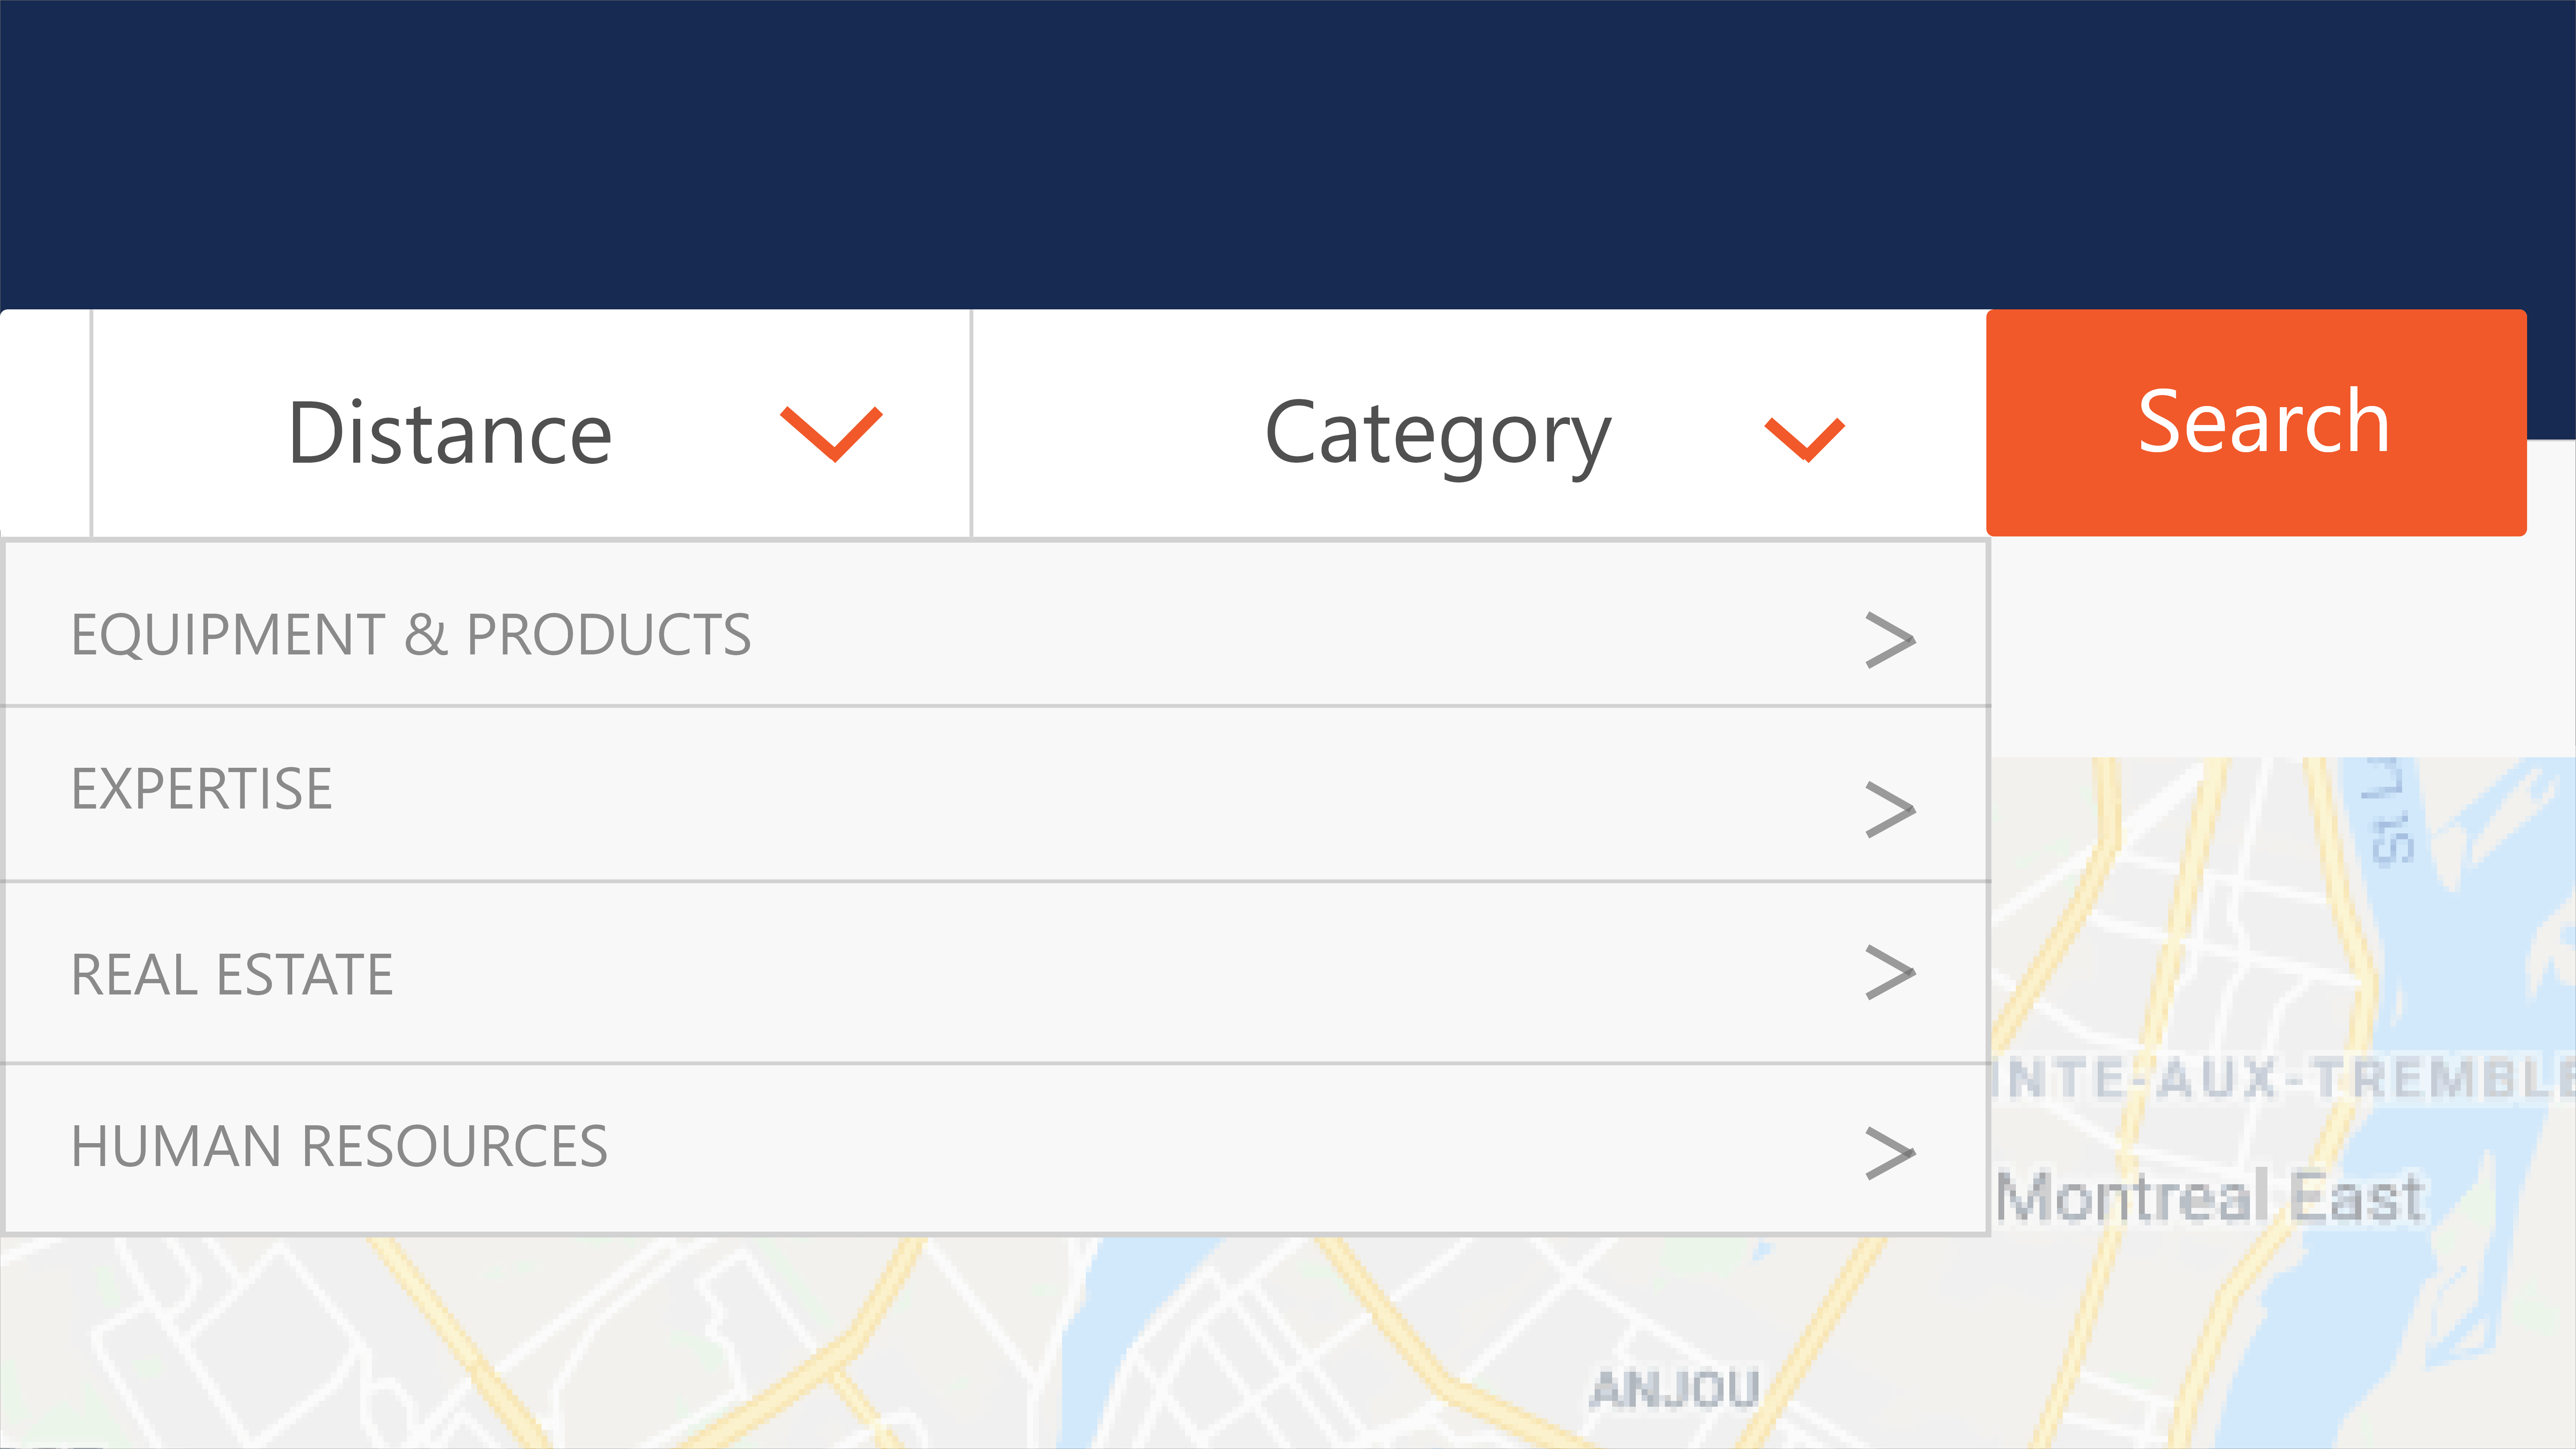 Distance
Category
Search
EQUIPMENT & PRODUCTS
>
EXPERTISE
>
REAL ESTATE
>
HUMAN RESOURCES
>
St
INTE-AUX-TREMBLE
Montreal East
ANJOU